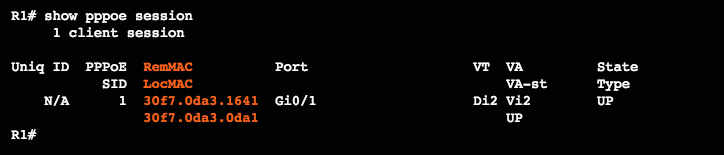 R1# show pppoe session
1 client session
Uniq ID PPPoE RemMAC Port VT VA State
SID LocMAC VA-st Type
N/A 1 30f7.0da3.1641 Gi0/1 Di2 Vi2 UP
30f7.0da3.0da1 UP
R1#